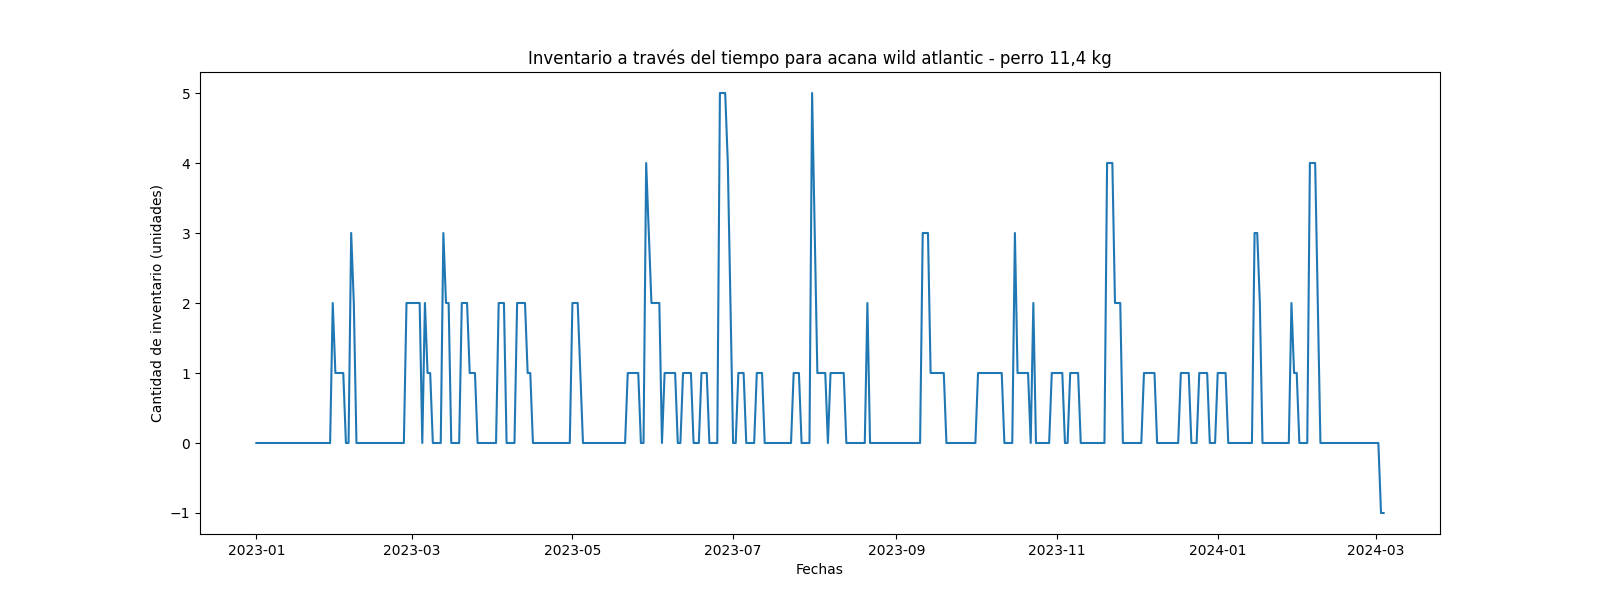 Inventario a través del tiempo para acana wild atlantic - perro 11,4 kg
Cantidad de inventario (unidades)
5
4
3
2
1
0
−1
2023-01 2023-03 2023-05 2023-07 2023-09 2023-11 2024-01 2024-03
Fechas